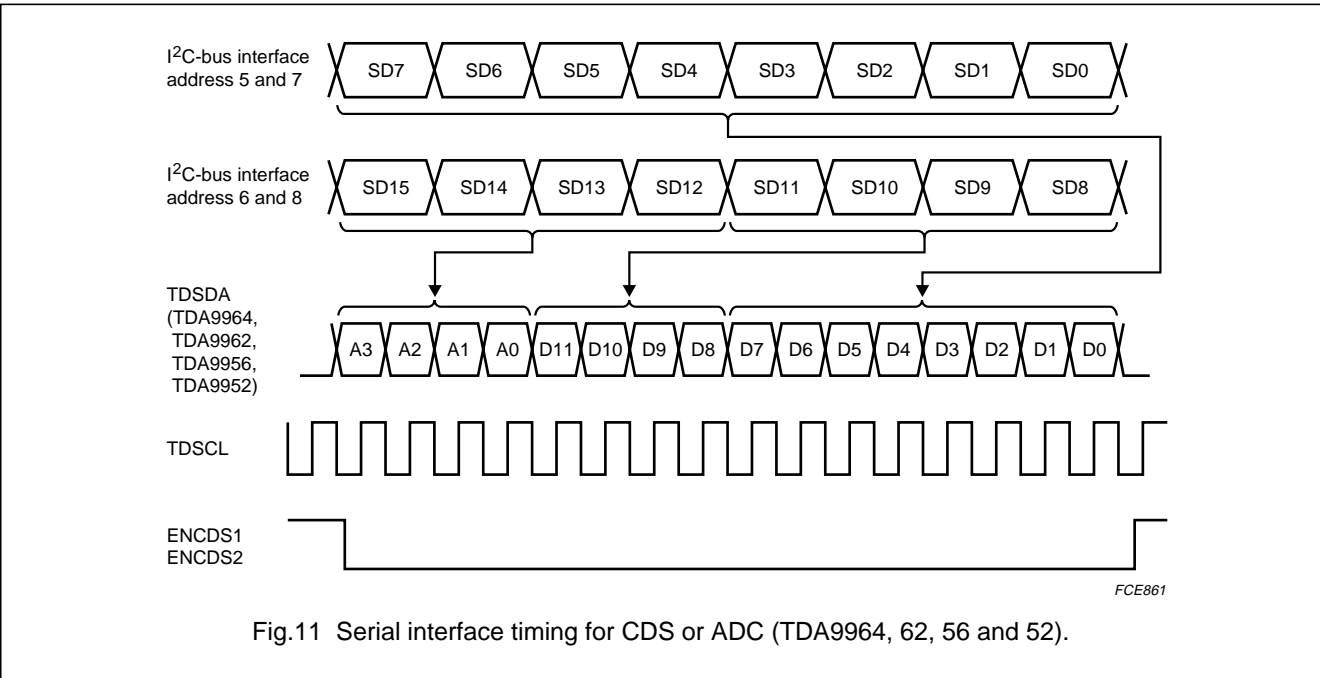 I2C-bus interface
address 5 and 7
SD7 SD6 SD5 SD4 SD3 SD2 SD1 SD0
I2C-bus interface
address 6 and 8
SD15 SD14 SD13 SD12 SD11 SD10 SD9 SD8
TDSDA
(TDA9964,
TDA9962,
TDA9956,
TDA9952)
A3 A2 A1 A0 D11 D10 D9 D8 D7 D6 D5 D4 D3 D2 D1 D0
TDSCL
ENCDS1
ENCDS2
FCE861
Fig.11 Serial interface timing for CDS or ADC (TDA9964, 62, 56 and 52).